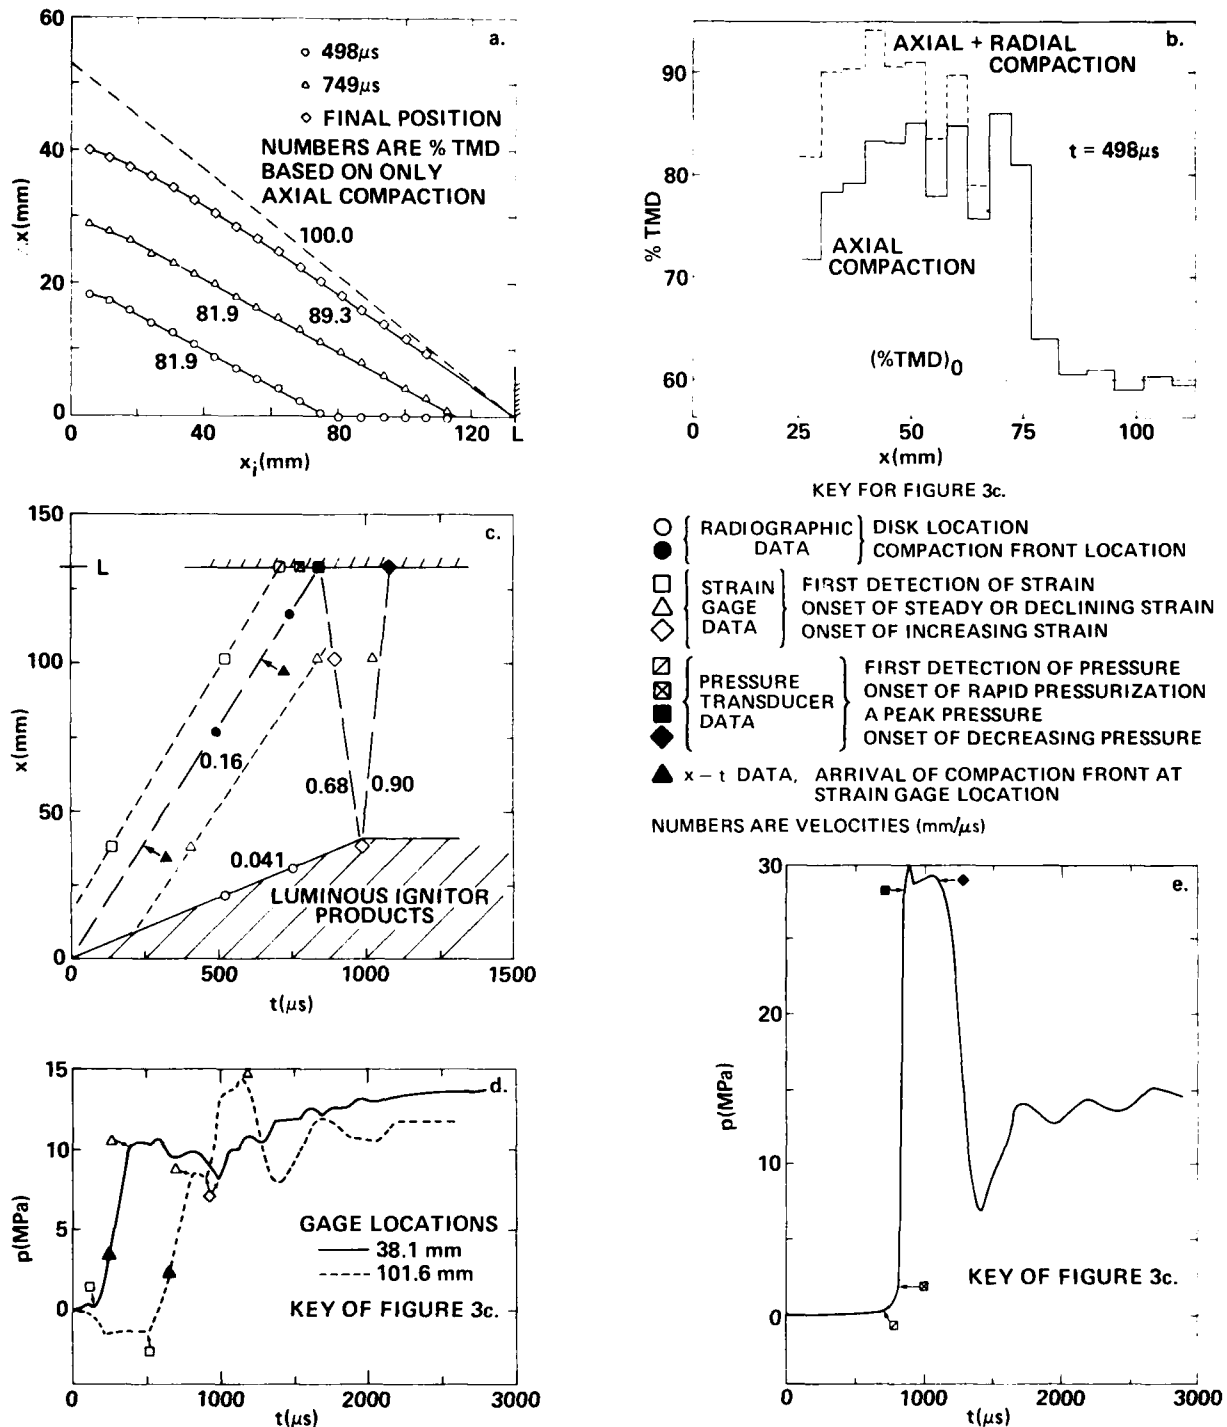 a.
60
40
20
0
Δx(mm)
○ 498μs
△ 749μs
◇ FINAL POSITION
NUMBERS ARE % TMD
BASED ON ONLY
AXIAL COMPACTION
100.0
89.3
81.9
81.9
0 40 80 120 L
x_i(mm)
b.
90
80
70
60
% TMD
AXIAL + RADIAL
COMPACTION
t = 498μs
AXIAL
COMPACTION
(%TMD)₀
0 25 50 75 100
x(mm)
c.
150
L
100
50
0
x(mm)
0.16
0.68
0.90
0.041
LUMINOUS IGNITOR
PRODUCTS
0 500 1000 1500
t(μs)
KEY FOR FIGURE 3c.
RADIOGRAPHIC
DATA
DISK LOCATION
COMPACTION FRONT LOCATION
STRAIN
GAGE
DATA
FIRST DETECTION OF STRAIN
ONSET OF STEADY OR DECLINING STRAIN
ONSET OF INCREASING STRAIN
PRESSURE
TRANSDUCER
DATA
FIRST DETECTION OF PRESSURE
ONSET OF RAPID PRESSURIZATION
A PEAK PRESSURE
ONSET OF DECREASING PRESSURE
x – t DATA, ARRIVAL OF COMPACTION FRONT AT
STRAIN GAGE LOCATION
NUMBERS ARE VELOCITIES (mm/μs)
d.
15
10
5
0
p(MPa)
GAGE LOCATIONS
38.1 mm
101.6 mm
KEY OF FIGURE 3c.
0 1000 2000 3000
t(μs)
e.
30
20
10
0
p(MPa)
KEY OF FIGURE 3c.
0 1000 2000 3000
t(μs)